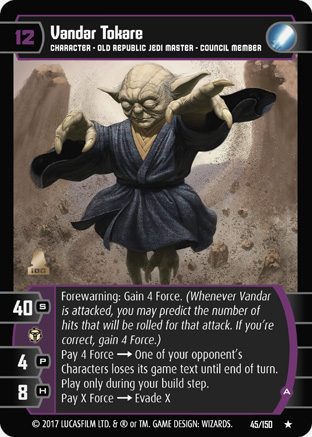 12
Vandar Tokare
CHARACTER - OLD REPUBLIC JEDI MASTER - COUNCIL MEMBER
40 S
4 P
8 H
Forewarning: Gain 4 Force. (Whenever Vandar
is attacked, you may predict the number of
hits that will be rolled for that attack. If you're
correct, gain 4 Force.)
Pay 4 Force → One of your opponent's
Characters loses its game text until end of turn.
Play only during your build step.
Pay X Force → Evade X
A
© 2017 LUCASFILM LTD. & ® or TM. GAME DESIGN: WIZARDS.
45/150 ★